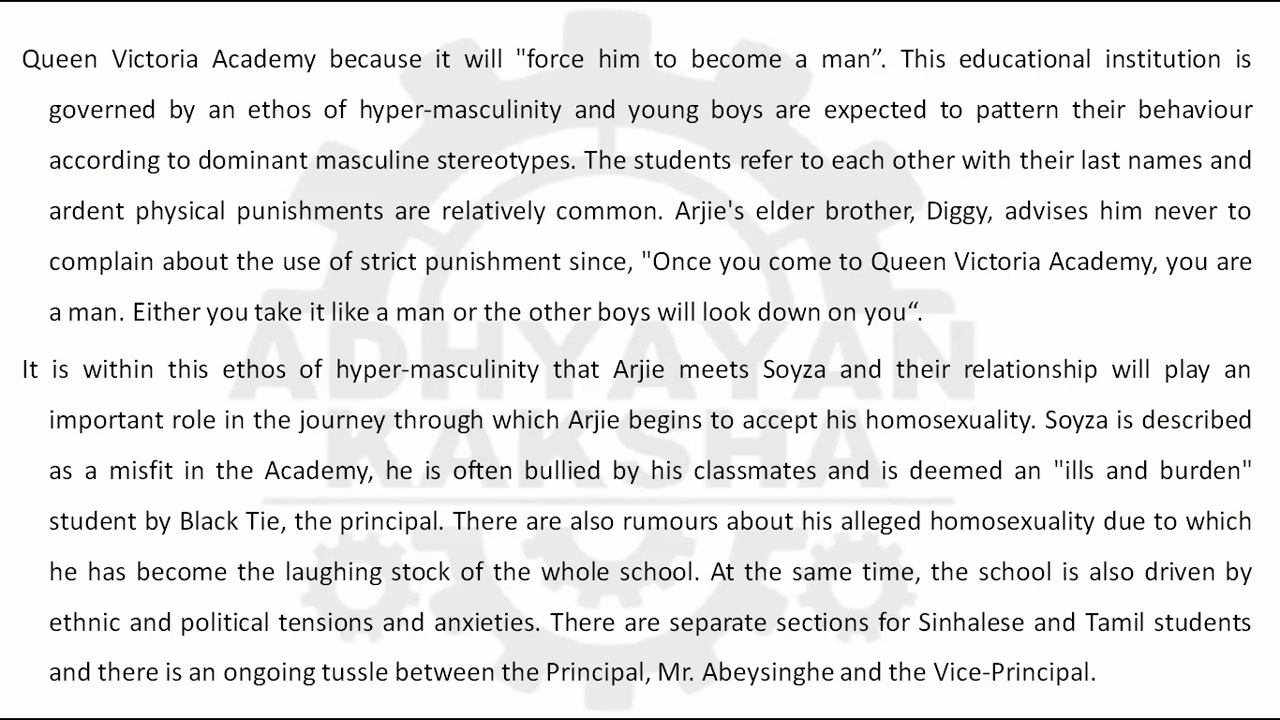 Queen Victoria Academy because it will "force him to become a man”. This educational institution is
governed by an ethos of hyper-masculinity and young boys are expected to pattern their behaviour
according to dominant masculine stereotypes. The students refer to each other with their last names and
ardent physical punishments are relatively common. Arjie's elder brother, Diggy, advises him never to
complain about the use of strict punishment since, "Once you come to Queen Victoria Academy, you are
a man. Either you take it like a man or the other boys will look down on you“.
It is within this ethos of hyper-masculinity that Arjie meets Soyza and their relationship will play an
important role in the journey through which Arjie begins to accept his homosexuality. Soyza is described
as a misfit in the Academy, he is often bullied by his classmates and is deemed an "ills and burden"
student by Black Tie, the principal. There are also rumours about his alleged homosexuality due to which
he has become the laughing stock of the whole school. At the same time, the school is also driven by
ethnic and political tensions and anxieties. There are separate sections for Sinhalese and Tamil students
and there is an ongoing tussle between the Principal, Mr. Abeysinghe and the Vice-Principal.
ADHYAYAN
KAKSHA